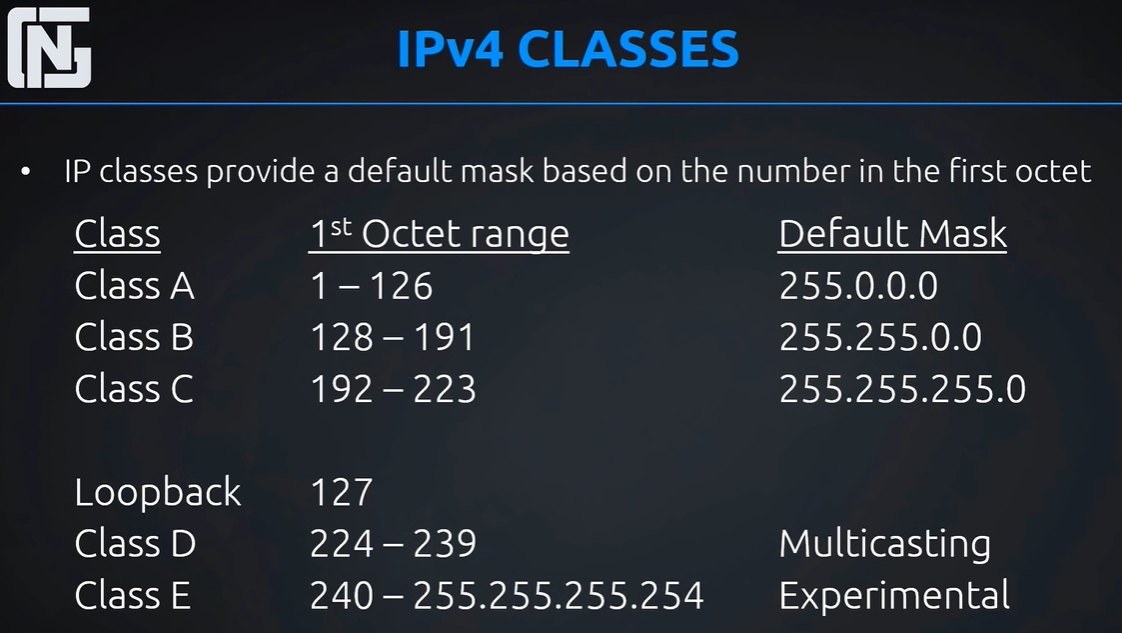 IPv4 CLASSES
• IP classes provide a default mask based on the number in the first octet
Class 1st Octet range Default Mask
Class A 1 – 126 255.0.0.0
Class B 128 – 191 255.255.0.0
Class C 192 – 223 255.255.255.0
Loopback 127
Class D 224 – 239 Multicasting
Class E 240 – 255.255.255.254 Experimental